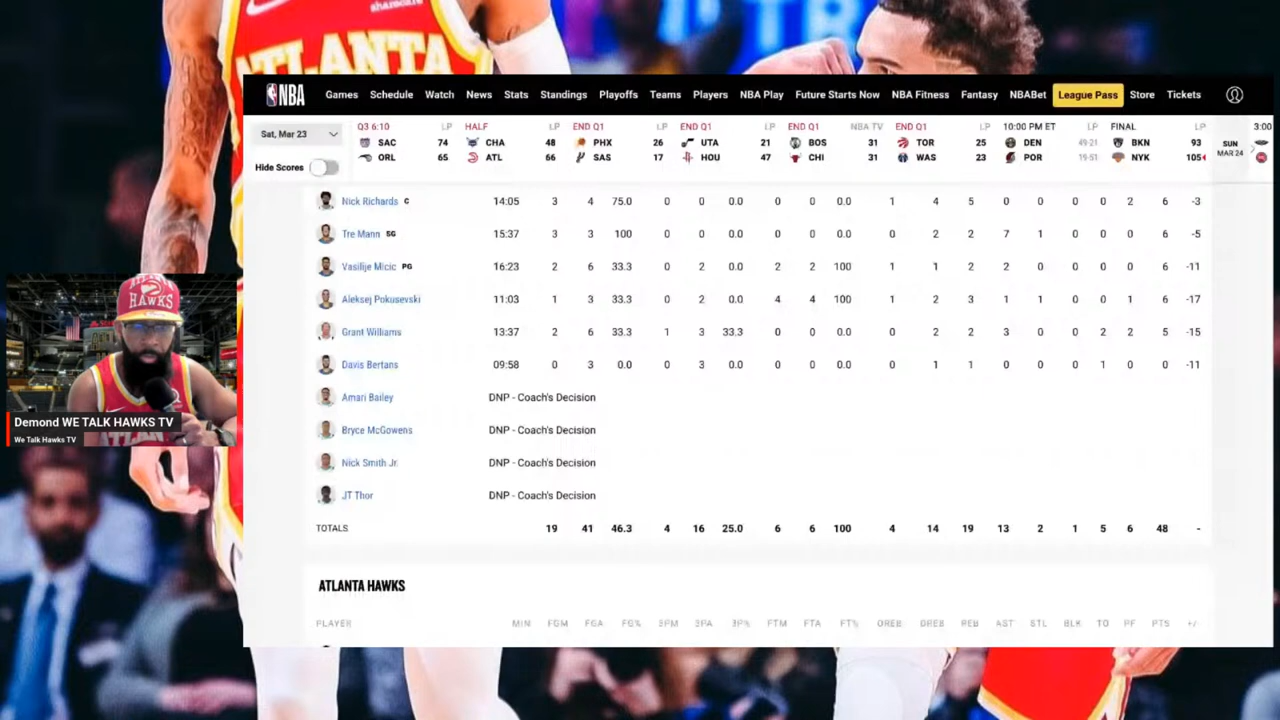 sharecare
ATLANTA
NBA Games Schedule Watch News Stats Standings Playoffs Teams Players NBA Play Future Starts Now NBA Fitness Fantasy NBABet League Pass Store Tickets
Sat, Mar 23
Hide Scores
Q3 6:10 LP
SAC 74
ORL 65
HALF LP
CHA 48
ATL 66
END Q1 LP
PHX 26
SAS 17
END Q1 LP
UTA 21
HOU 47
END Q1 NBA TV
BOS 31
CHI 31
END Q1 LP
TOR 25
WAS 23
10:00 PM ET LP
DEN 49-21
POR 19-51
FINAL LP
BKN 93
NYK 105
SUN
MAR 24
3:00
Nick Richards C 14:05 3 4 75.0 0 0 0.0 0 0 0.0 1 4 5 0 0 0 0 2 6 -3
Tre Mann SG 15:37 3 3 100 0 0 0.0 0 0 0.0 0 2 2 7 1 0 0 0 6 -5
Vasilije Micic PG 16:23 2 6 33.3 0 2 0.0 2 2 100 1 1 2 2 0 0 0 0 6 -11
Aleksej Pokusevski 11:03 1 3 33.3 0 2 0.0 4 4 100 1 2 3 1 1 0 0 1 6 -17
Grant Williams 13:37 2 6 33.3 1 3 33.3 0 0 0.0 0 2 2 3 0 0 2 2 5 -15
Davis Bertans 09:58 0 3 0.0 0 3 0.0 0 0 0.0 0 1 1 0 0 0 1 0 0 -11
Amari Bailey DNP - Coach's Decision
Bryce McGowens DNP - Coach's Decision
Nick Smith Jr. DNP - Coach's Decision
JT Thor DNP - Coach's Decision
TOTALS 19 41 46.3 4 16 25.0 6 6 100 4 14 19 13 2 1 5 6 48 -
ATLANTA HAWKS
PLAYER MIN FGM FGA FG% 3PM 3PA 3P% FTM FTA FT% OREB DREB REB AST STL BLK TO PF PTS +/-
HAWKS
Demond WE TALK HAWKS TV
We Talk Hawks TV